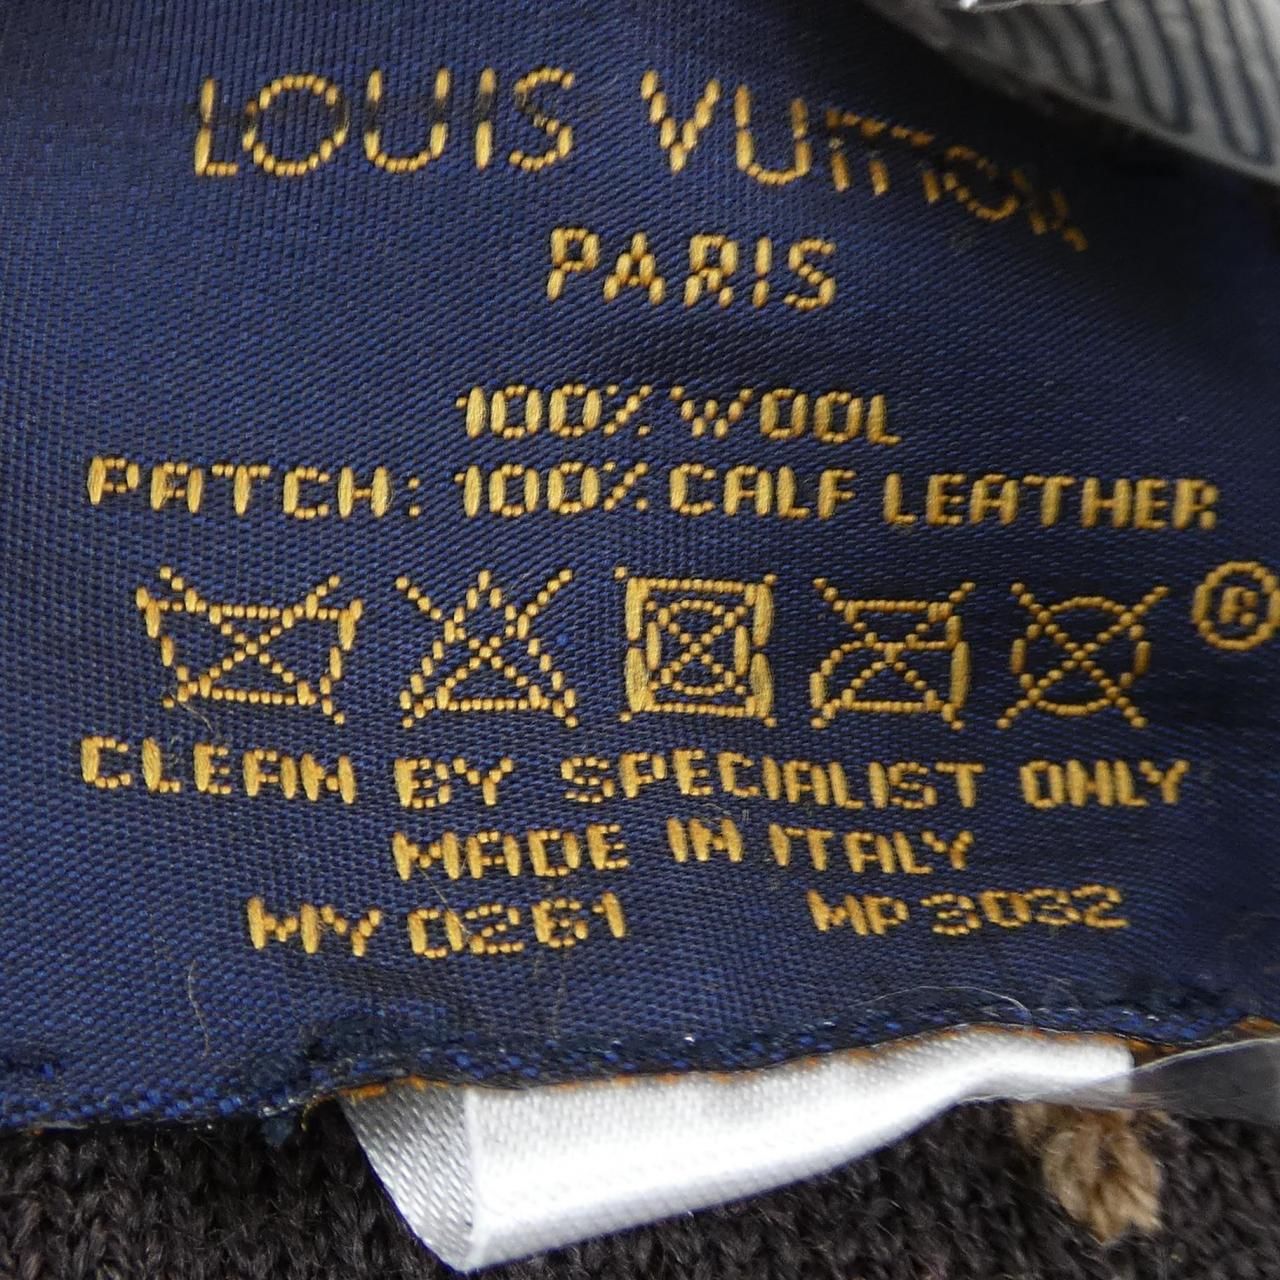 LOUIS VUITTON
PARIS
100% WOOL
PATCH: 100% CALF LEATHER
®
CLEAN BY SPECIALIST ONLY
MADE IN ITALY
MY 0261 MP 3032